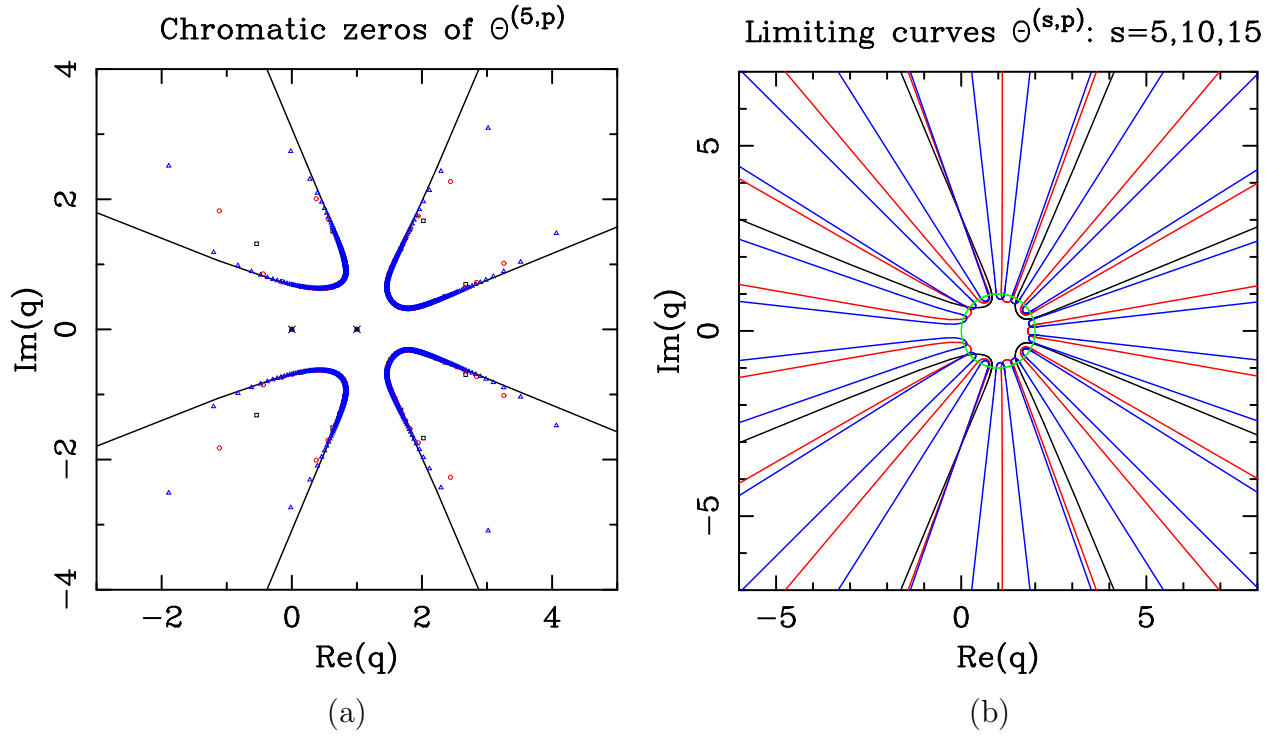 Chromatic zeros of Θ^(5,p)
Im(q)
4
2
0
−2
−4
−2
0
2
4
Re(q)
(a)
Limiting curves Θ^(s,p): s=5,10,15
Im(q)
5
0
−5
−5
0
5
Re(q)
(b)